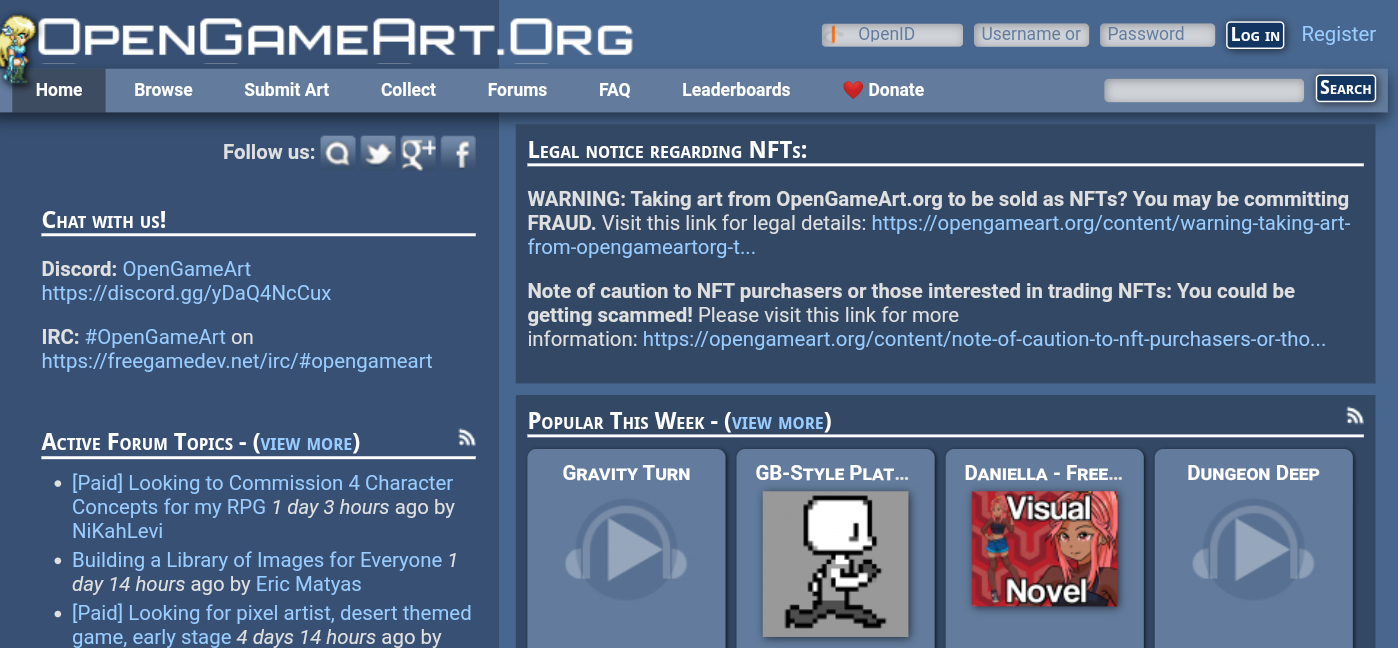 OpenGameArt.Org
OpenID
Username or
Password
Log in
Register
Home
Browse
Submit Art
Collect
Forums
FAQ
Leaderboards
Donate
Search
Follow us:
Chat with us!
Discord: OpenGameArt
https://discord.gg/yDaQ4NcCux
IRC: #OpenGameArt on
https://freegamedev.net/irc/#opengameart
Active Forum Topics - (view more)
[Paid] Looking to Commission 4 Character
Concepts for my RPG 1 day 3 hours ago by
NiKahLevi
Building a Library of Images for Everyone 1
day 14 hours ago by Eric Matyas
[Paid] Looking for pixel artist, desert themed
game, early stage 4 days 14 hours ago by
Legal notice regarding NFTs:
WARNING: Taking art from OpenGameArt.org to be sold as NFTs? You may be committing
FRAUD. Visit this link for legal details: https://opengameart.org/content/warning-taking-art-
from-opengameartorg-t...
Note of caution to NFT purchasers or those interested in trading NFTs: You could be
getting scammed! Please visit this link for more
information: https://opengameart.org/content/note-of-caution-to-nft-purchasers-or-tho...
Popular This Week - (view more)
Gravity Turn
GB-Style Plat...
Daniella - Free...
Visual
Novel
Dungeon Deep